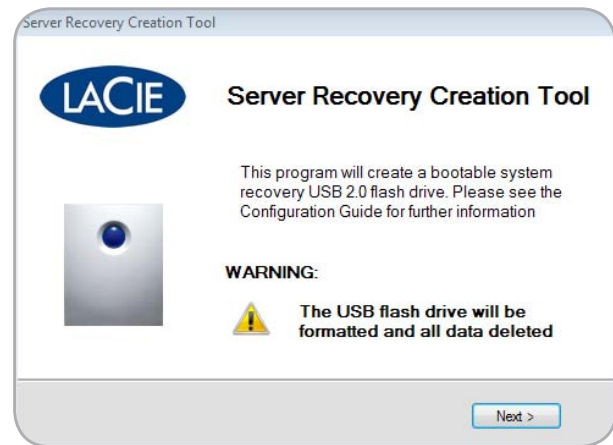 Server Recovery Creation Tool
LACIE
Server Recovery Creation Tool
This program will create a bootable system
recovery USB 2.0 flash drive. Please see the
Configuration Guide for further information
WARNING:
The USB flash drive will be
formatted and all data deleted
Next >